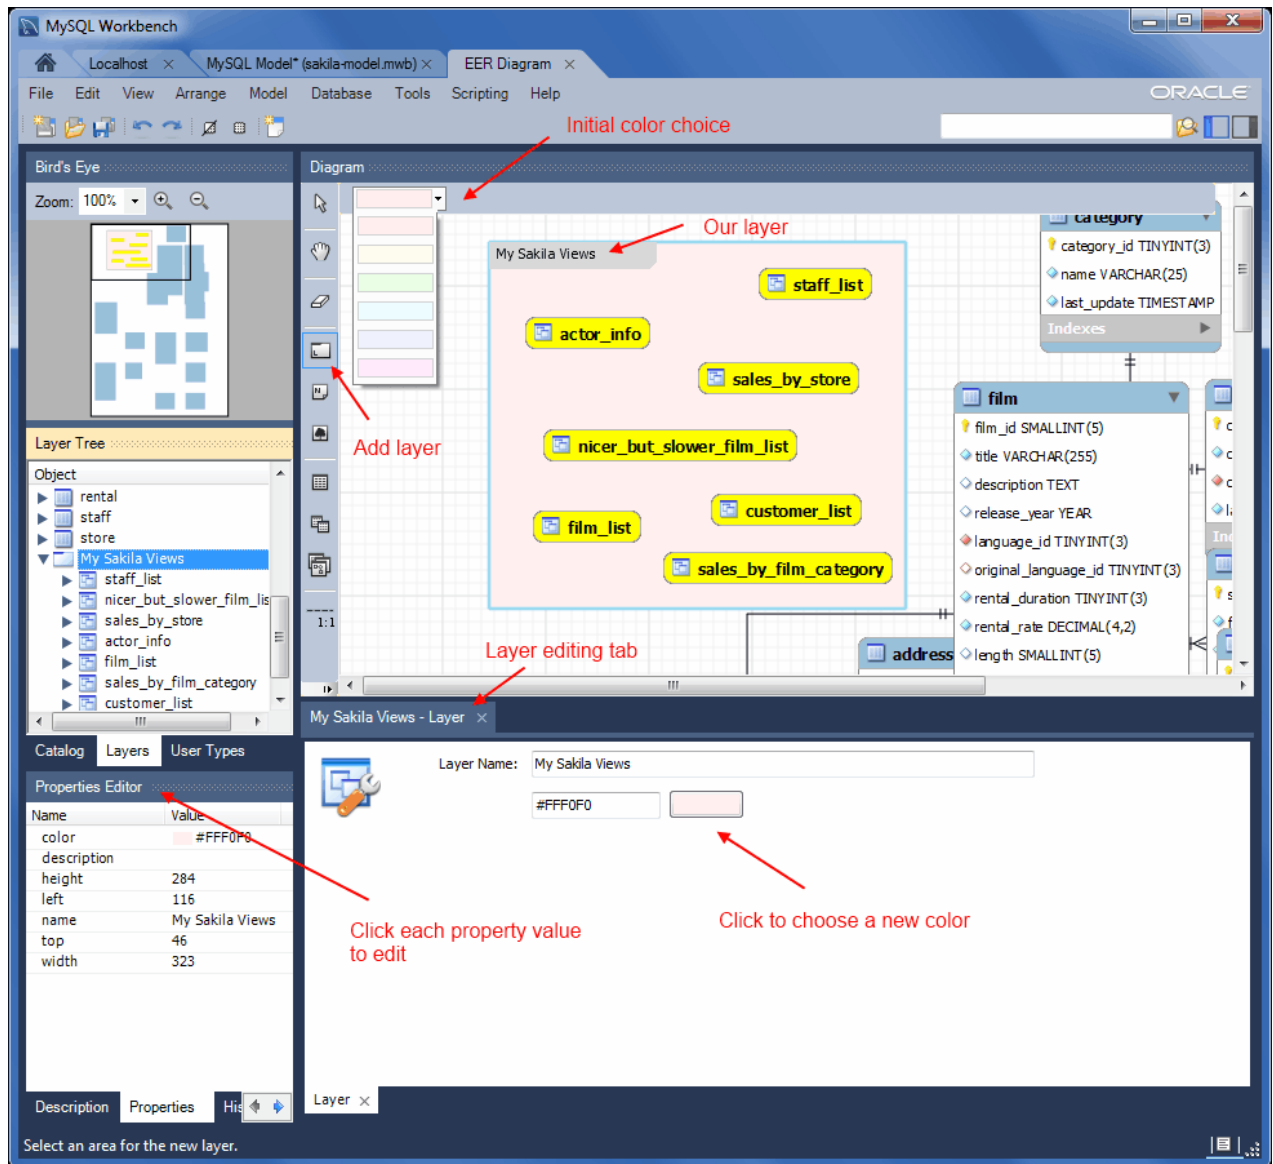 MySQL Workbench
Localhost
MySQL Model* (sakila-model.mwb)
EER Diagram
File Edit View Arrange Model Database Tools Scripting Help
ORACLE
Initial color choice
Bird's Eye
Zoom: 100%
Diagram
Our layer
My Sakila Views
staff_list
actor_info
sales_by_store
nicer_but_slower_film_list
customer_list
film_list
sales_by_film_category
category
category_id TINYINT(3)
name VARCHAR(25)
last_update TIMESTAMP
Indexes
film
film_id SMALLINT(5)
title VARCHAR(255)
description TEXT
release_year YEAR
language_id TINYINT(3)
original_language_id TINYINT(3)
rental_duration TINYINT(3)
rental_rate DECIMAL(4,2)
length SMALLINT(5)
address
Add layer
1:1
Layer Tree
Object
rental
staff
store
My Sakila Views
staff_list
nicer_but_slower_film_lis
sales_by_store
actor_info
film_list
sales_by_film_category
customer_list
Catalog Layers User Types
Layer editing tab
My Sakila Views - Layer
Layer Name: My Sakila Views
#FFF0F0
Click to choose a new color
Properties Editor
Name Value
color #FFF0F0
description
height 284
left 116
name My Sakila Views
top 46
width 323
Click each property value
to edit
Description Properties His
Layer
Select an area for the new layer.